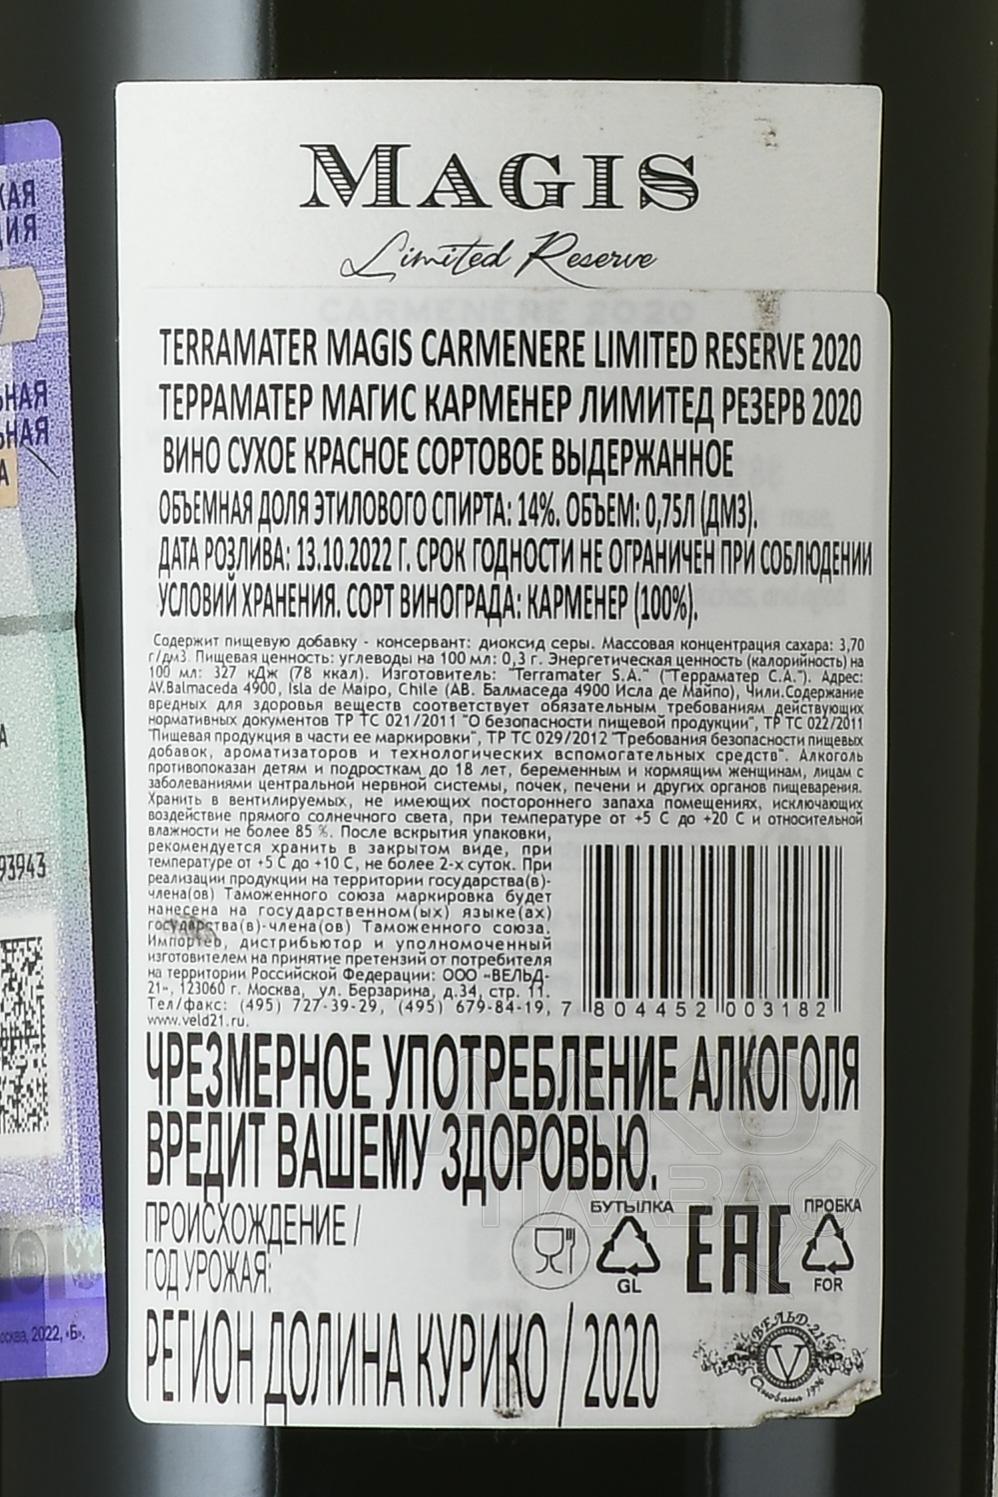 MAGIS
Limited Reserve
CARMENERE 2020
TERRAMATER MAGIS CARMENERE LIMITED RESERVE 2020
ТЕРРАМАТЕР МАГИС КАРМЕНЕР ЛИМИТЕД РЕЗЕРВ 2020
ВИНО СУХОЕ КРАСНОЕ СОРТОВОЕ ВЫДЕРЖАННОЕ
ОБЪЕМНАЯ ДОЛЯ ЭТИЛОВОГО СПИРТА: 14%. ОБЪЕМ: 0,75Л (ДМ3).
ДАТА РОЗЛИВА: 13.10.2022 Г. СРОК ГОДНОСТИ НЕ ОГРАНИЧЕН ПРИ СОБЛЮДЕНИИ
УСЛОВИЙ ХРАНЕНИЯ. СОРТ ВИНОГРАДА: КАРМЕНЕР (100%).
Содержит пищевую добавку - консервант: диоксид серы. Массовая концентрация сахара: 3,70
г/дм3. Пищевая ценность: углеводы на 100 мл: 0,3 г. Энергетическая ценность (калорийность) на
100 мл: 327 кДж (78 ккал). Изготовитель: "Terramater S.A." ("Терраматер С.А."). Адрес:
AV.Balmaceda 4900, Isla de Maipo, Chile (АВ. Балмаседа 4900 Исла де Майпо), Чили.Содержание
вредных для здоровья веществ соответствует обязательным требованиям действующих
нормативных документов ТР ТС 021/2011 "О безопасности пищевой продукции", ТР ТС 022/2011
"Пищевая продукция в части ее маркировки", ТР ТС 029/2012 "Требования безопасности пищевых
добавок, ароматизаторов и технологических вспомогательных средств". Алкоголь
противопоказан детям и подросткам до 18 лет, беременным и кормящим женщинам, лицам с
заболеваниями центральной нервной системы, почек, печени и других органов пищеварения.
Хранить в вентилируемых, не имеющих постороннего запаха помещениях, исключающих
воздействие прямого солнечного света, при температуре от +5 С до +20 С и относительной
влажности не более 85 %. После вскрытия упаковки,
рекомендуется хранить в закрытом виде, при
температуре от +5 С до +10 С, не более 2-х суток. При
реализации продукции на территории государства(в)-
члена(ов) Таможенного союза маркировка будет
нанесена на государственном(ых) языке(ах)
государства(в)-члена(ов) Таможенного союза.
Импортёр, дистрибьютор и уполномоченный
изготовителем на принятие претензий от потребителя
на территории Российской Федерации: ООО «ВЕЛЬД-
21», 123060 г. Москва, ул. Берзарина, д.34, стр. 11.
Тел/факс: (495) 727-39-29, (495) 679-84-19,
www.veld21.ru.
7 804452 003182
ЧРЕЗМЕРНОЕ УПОТРЕБЛЕНИЕ АЛКОГОЛЯ
ВРЕДИТ ВАШЕМУ ЗДОРОВЬЮ.
ПРОИСХОЖДЕНИЕ /
ГОД УРОЖАЯ:
БУТЫЛКА
GL
EAC
ПРОБКА
FOR
РЕГИОН ДОЛИНА КУРИКО / 2020
ВЕЛЬД-21
V
Основана 1996
93943
2022, «Б».